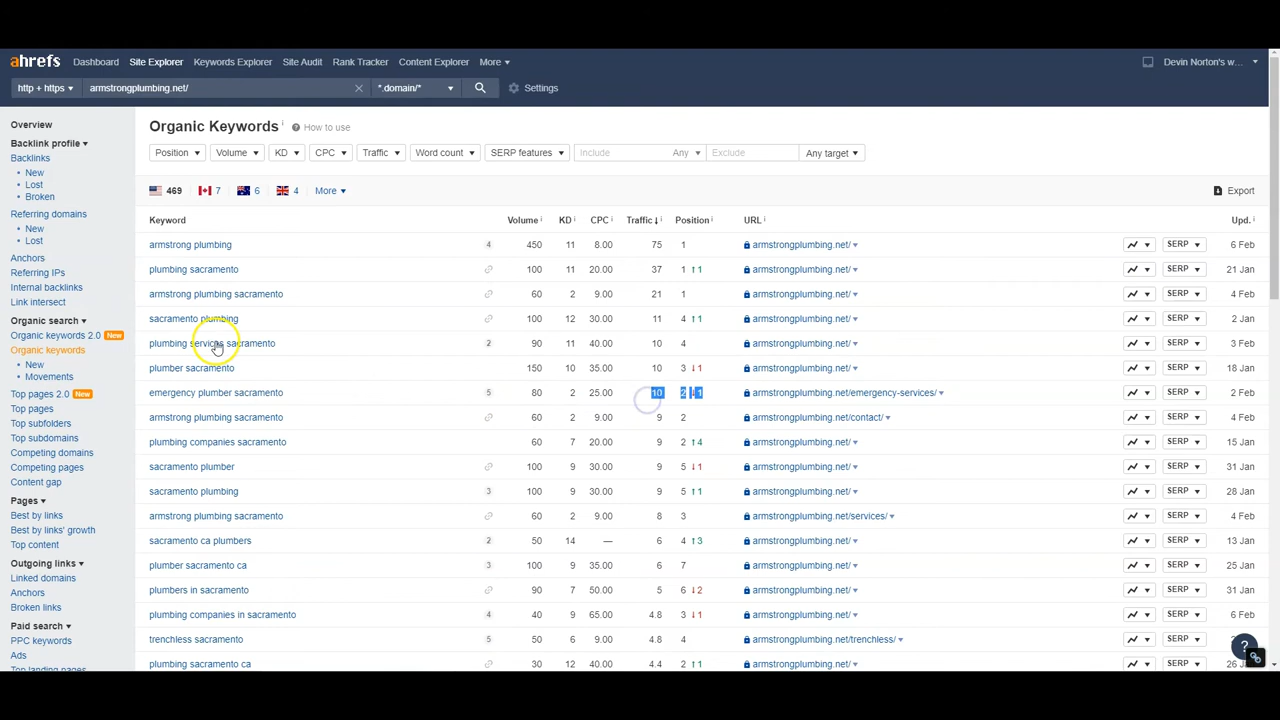 ahrefs Dashboard Site Explorer Keywords Explorer Site Audit Rank Tracker Content Explorer More Devin Norton's w...
http + https armstrongplumbing.net/ *.domain/* Settings
Overview
Backlink profile
Backlinks
New
Lost
Broken
Referring domains
New
Lost
Anchors
Referring IPs
Internal backlinks
Link intersect
Organic search
Organic keywords 2.0 New
Organic keywords
New
Movements
Top pages 2.0 New
Top pages
Top subfolders
Top subdomains
Competing domains
Competing pages
Content gap
Pages
Best by links
Best by links' growth
Top content
Outgoing links
Linked domains
Anchors
Broken links
Paid search
PPC keywords
Ads
Top landing pages
Organic Keywords i ? How to use
Position Volume KD CPC Traffic Word count SERP features Include Any Exclude Any target
469 7 6 4 More Export
Keyword Volume i KD i CPC i Traffic ↓ i Position i URL i Upd. i
armstrong plumbing 4 450 11 8.00 75 1 armstrongplumbing.net/ SERP 6 Feb
plumbing sacramento 100 11 20.00 37 1 ↑1 armstrongplumbing.net/ SERP 21 Jan
armstrong plumbing sacramento 60 2 9.00 21 1 armstrongplumbing.net/ SERP 4 Feb
sacramento plumbing 100 12 30.00 11 4 ↑1 armstrongplumbing.net/ SERP 2 Jan
plumbing services sacramento 2 90 11 40.00 10 4 armstrongplumbing.net/ SERP 3 Feb
plumber sacramento 150 10 35.00 10 3 ↓1 armstrongplumbing.net/ SERP 18 Jan
emergency plumber sacramento 5 80 2 25.00 10 2 1 armstrongplumbing.net/emergency-services/ SERP 2 Feb
armstrong plumbing sacramento 60 2 9.00 9 2 armstrongplumbing.net/contact/ SERP 4 Feb
plumbing companies sacramento 60 7 20.00 9 2 ↑4 armstrongplumbing.net/ SERP 15 Jan
sacramento plumber 100 9 30.00 9 5 ↓1 armstrongplumbing.net/ SERP 31 Jan
sacramento plumbing 3 100 9 30.00 9 5 ↑1 armstrongplumbing.net/ SERP 28 Jan
armstrong plumbing sacramento 60 2 9.00 8 3 armstrongplumbing.net/services/ SERP 4 Feb
sacramento ca plumbers 2 50 14 — 6 4 ↑3 armstrongplumbing.net/ SERP 13 Jan
plumber sacramento ca 3 100 9 35.00 6 7 armstrongplumbing.net/ SERP 25 Jan
plumbers in sacramento 90 7 50.00 5 6 ↓2 armstrongplumbing.net/ SERP 31 Jan
plumbing companies in sacramento 4 40 9 65.00 4.8 3 ↓1 armstrongplumbing.net/ SERP 6 Feb
trenchless sacramento 5 50 6 9.00 4.8 4 armstrongplumbing.net/trenchless/ SERP
plumbing sacramento ca 30 12 40.00 4.4 2 ↑1 armstrongplumbing.net/ SERP 26 Jan
?